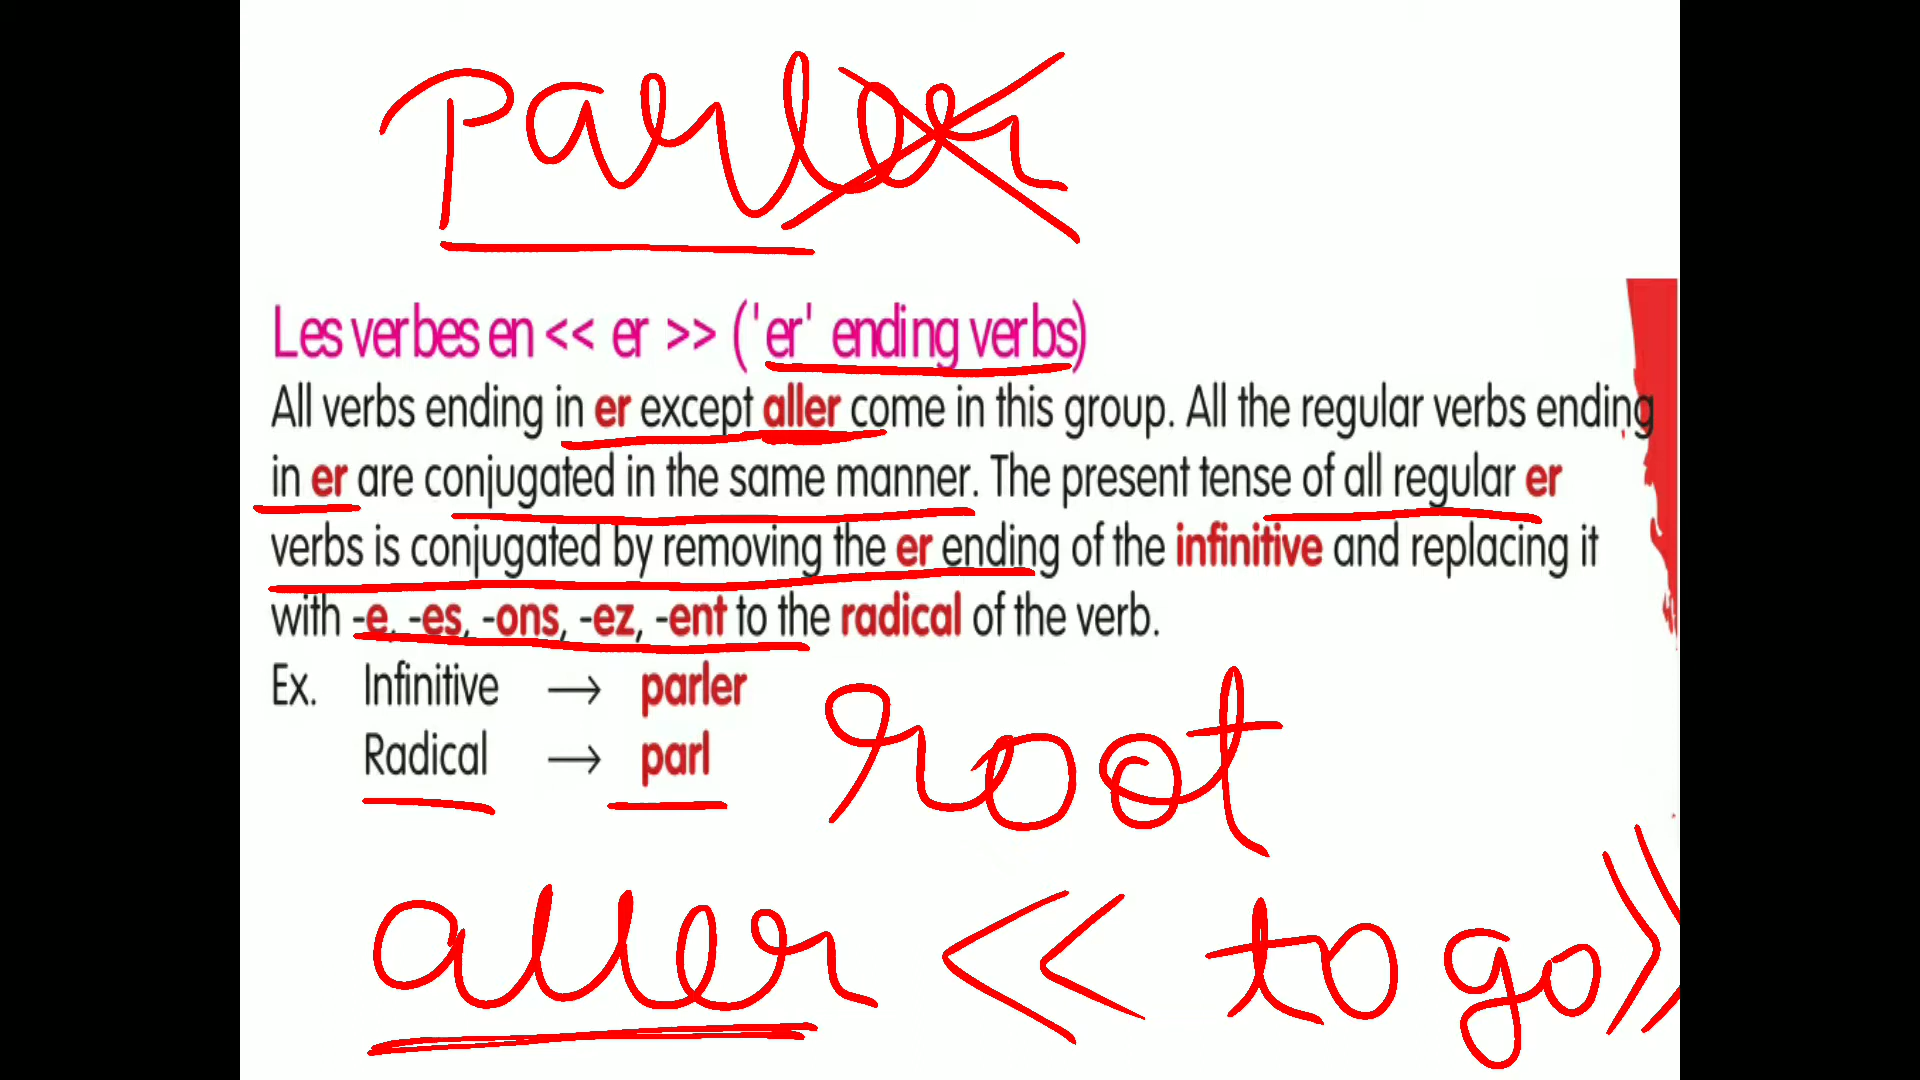 parler
Les verbes en << er >> ('er' ending verbs)
All verbs ending in er except aller come in this group. All the regular verbs ending
in er are conjugated in the same manner. The present tense of all regular er
verbs is conjugated by removing the er ending of the infinitive and replacing it
with -e, -es, -ons, -ez, -ent to the radical of the verb.
Ex. Infinitive → parler
Radical → parl
root
aller << to go >>